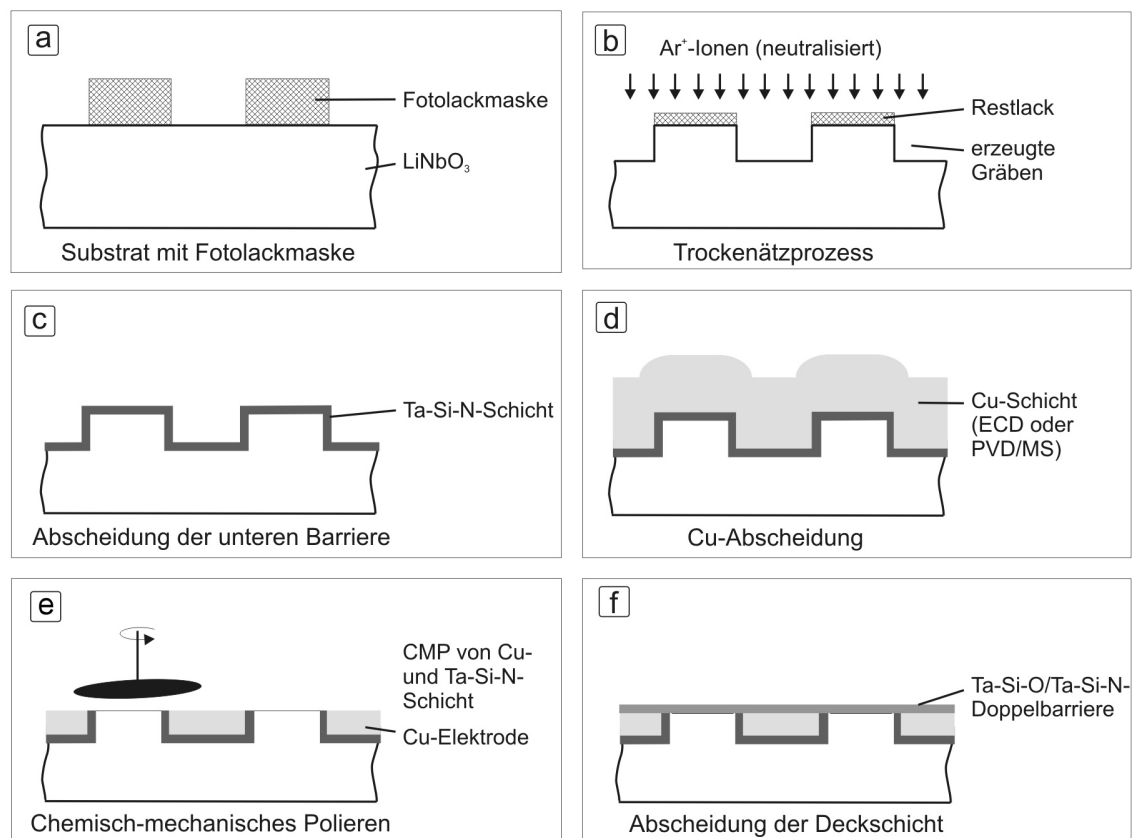 a
Fotolackmaske
LiNbO₃
Substrat mit Fotolackmaske
b
Ar⁺-Ionen (neutralisiert)
Restlack
erzeugte
Gräben
Trockenätzprozess
c
Ta-Si-N-Schicht
Abscheidung der unteren Barriere
d
Cu-Schicht
(ECD oder
PVD/MS)
Cu-Abscheidung
e
CMP von Cu-
und Ta-Si-N-
Schicht
Cu-Elektrode
Chemisch-mechanisches Polieren
f
Ta-Si-O/Ta-Si-N-
Doppelbarriere
Abscheidung der Deckschicht